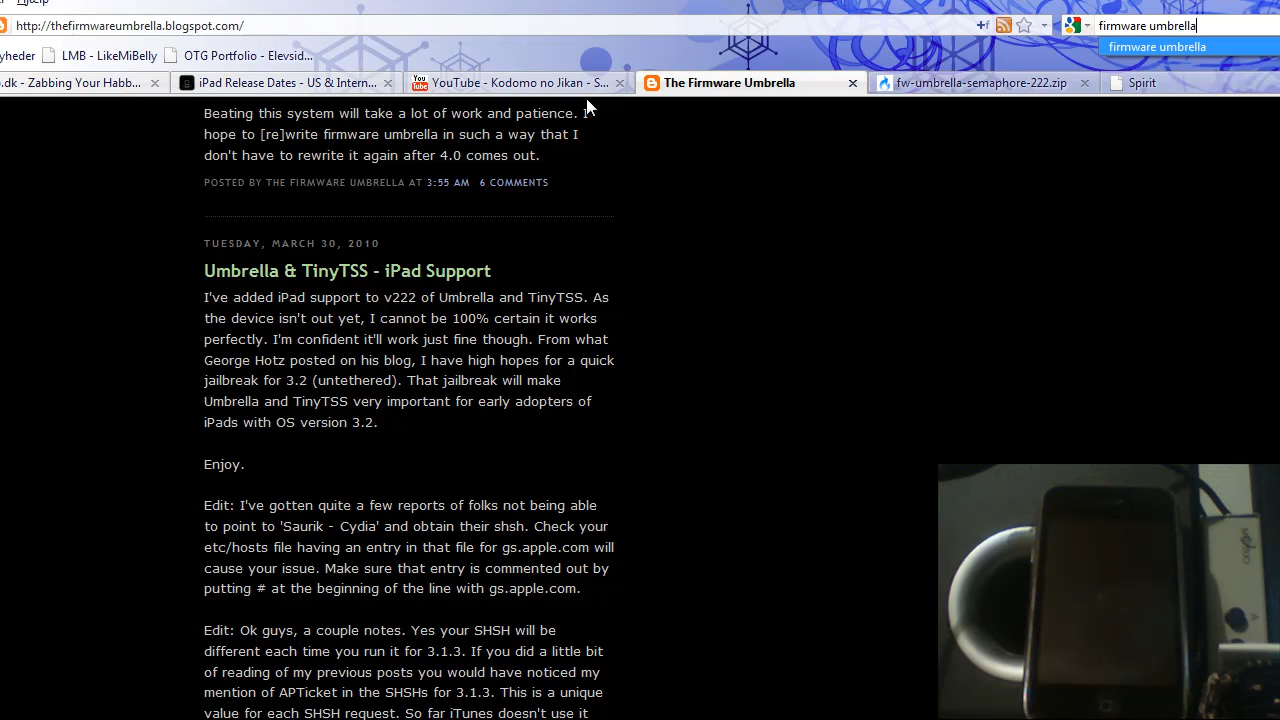 http://thefirmwareumbrella.blogspot.com/
firmware umbrella
firmware umbrella
yheder LMB - LikeMiBelly OTG Portfolio - Elevsid...
o.dk - Zabbing Your Habb... iPad Release Dates - US & Intern... YouTube - Kodomo no Jikan - S... The Firmware Umbrella fw-umbrella-semaphore-222.zip Spirit
Beating this system will take a lot of work and patience. I
hope to [re]write firmware umbrella in such a way that I
don't have to rewrite it again after 4.0 comes out.
POSTED BY THE FIRMWARE UMBRELLA AT 3:55 AM 6 COMMENTS
TUESDAY, MARCH 30, 2010
Umbrella & TinyTSS - iPad Support
I've added iPad support to v222 of Umbrella and TinyTSS. As
the device isn't out yet, I cannot be 100% certain it works
perfectly. I'm confident it'll work just fine though. From what
George Hotz posted on his blog, I have high hopes for a quick
jailbreak for 3.2 (untethered). That jailbreak will make
Umbrella and TinyTSS very important for early adopters of
iPads with OS version 3.2.
Enjoy.
Edit: I've gotten quite a few reports of folks not being able
to point to 'Saurik - Cydia' and obtain their shsh. Check your
etc/hosts file having an entry in that file for gs.apple.com will
cause your issue. Make sure that entry is commented out by
putting # at the beginning of the line with gs.apple.com.
Edit: Ok guys, a couple notes. Yes your SHSH will be
different each time you run it for 3.1.3. If you did a little bit
of reading of my previous posts you would have noticed my
mention of APTicket in the SHSHs for 3.1.3. This is a unique
value for each SHSH request. So far iTunes doesn't use it